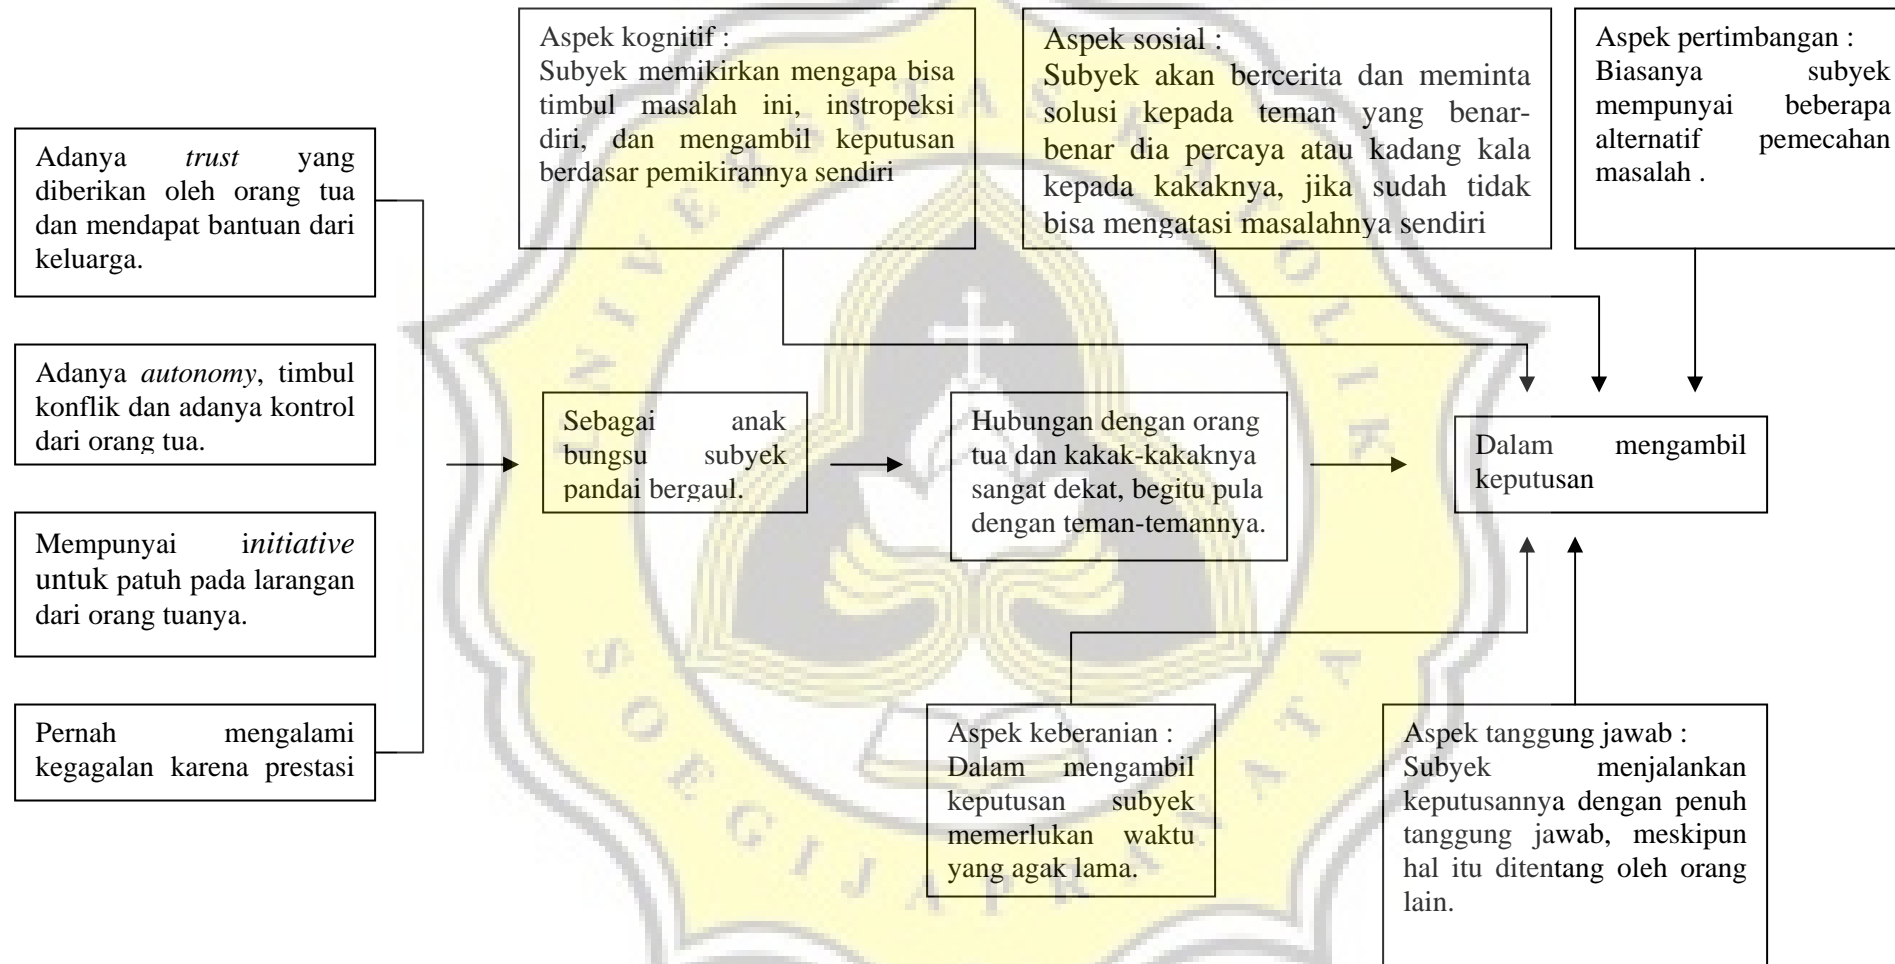 Aspek kognitif :
Subyek memikirkan mengapa bisa
timbul masalah ini, instropeksi
diri, dan mengambil keputusan
berdasar pemikirannya sendiri
Aspek sosial :
Subyek akan bercerita dan meminta
solusi kepada teman yang benar-
benar dia percaya atau kadang kala
kepada kakaknya, jika sudah tidak
bisa mengatasi masalahnya sendiri
Aspek pertimbangan :
Biasanya subyek
mempunyai beberapa
alternatif pemecahan
masalah .
Adanya trust yang
diberikan oleh orang tua
dan mendapat bantuan dari
keluarga.
Adanya autonomy, timbul
konflik dan adanya kontrol
dari orang tua.
Mempunyai initiative
untuk patuh pada larangan
dari orang tuanya.
Pernah mengalami
kegagalan karena prestasi
Sebagai anak
bungsu subyek
pandai bergaul.
Hubungan dengan orang
tua dan kakak-kakaknya
sangat dekat, begitu pula
dengan teman-temannya.
Dalam mengambil
keputusan
Aspek keberanian :
Dalam mengambil
keputusan subyek
memerlukan waktu
yang agak lama.
Aspek tanggung jawab :
Subyek menjalankan
keputusannya dengan penuh
tanggung jawab, meskipun
hal itu ditentang oleh orang
lain.
UNIVERSITAS KATOLIK
SOEGIJAPRANATA